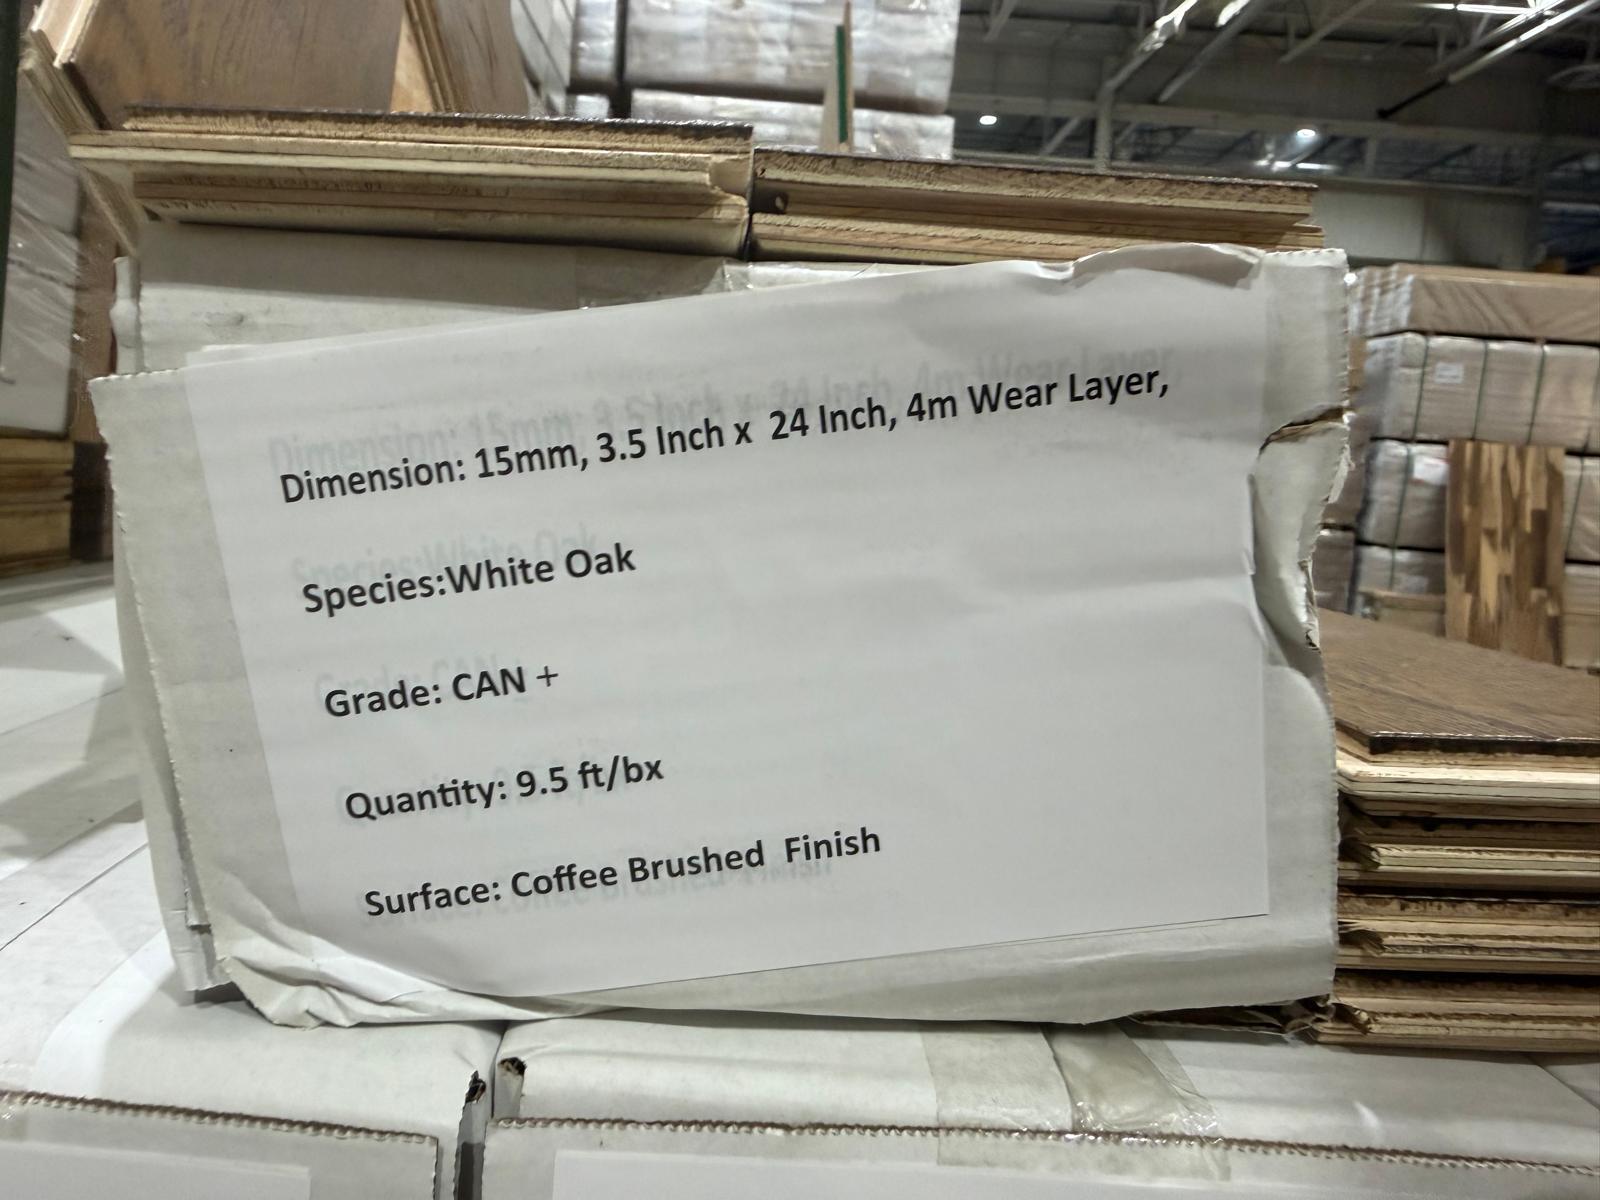 Dimension: 15mm, 3.5 Inch x 24 Inch, 4m Wear Layer,
Species:White Oak
Grade: CAN +
Quantity: 9.5 ft/bx
Surface: Coffee Brushed Finish